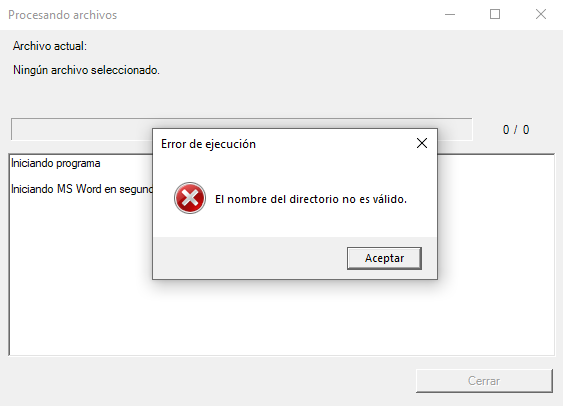 Procesando archivos
Archivo actual:
Ningún archivo seleccionado.
0 / 0
Iniciando programa
Iniciando MS Word en
Error de ejecución
El nombre del directorio no es válido.
Aceptar
Cerrar